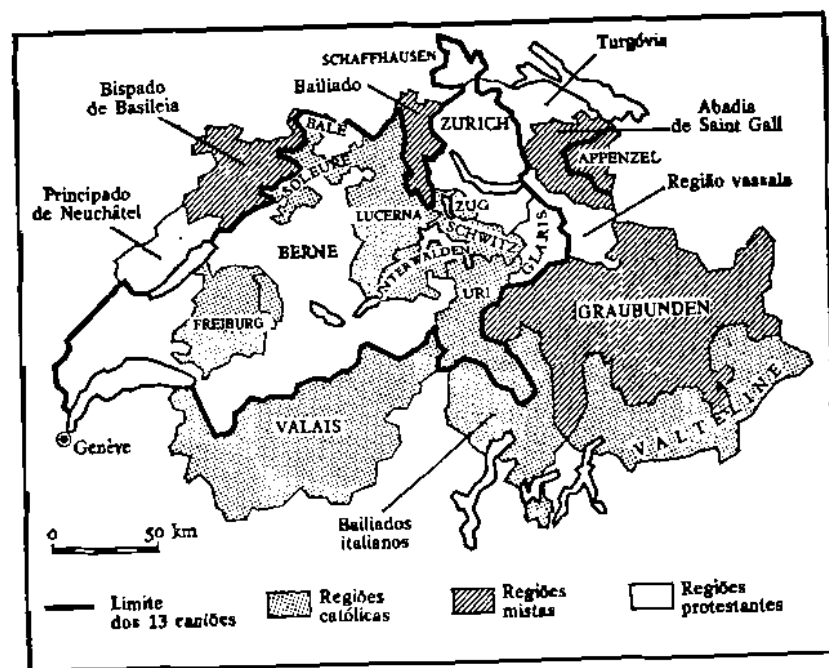 SCHAFFHAUSEN
Turgóvia
Bispado
de Basileia
Bailiado
BALE
ZURICH
Abadia
de Saint Gall
APPENZEL
SOLEURE
Principado
de Neuchâtel
Região vassala
LUCERNA
ZUG
SCHWITZ
GLARIS
BERNE
UNTERWALDEN
URI
GRAUBUNDEN
FREIBURG
VALTELINE
VALAIS
Genève
Bailiados
italianos
0 50 km
Limite
dos 13 cantões
Regiões
católicas
Regiões
mistas
Regiões
protestantes